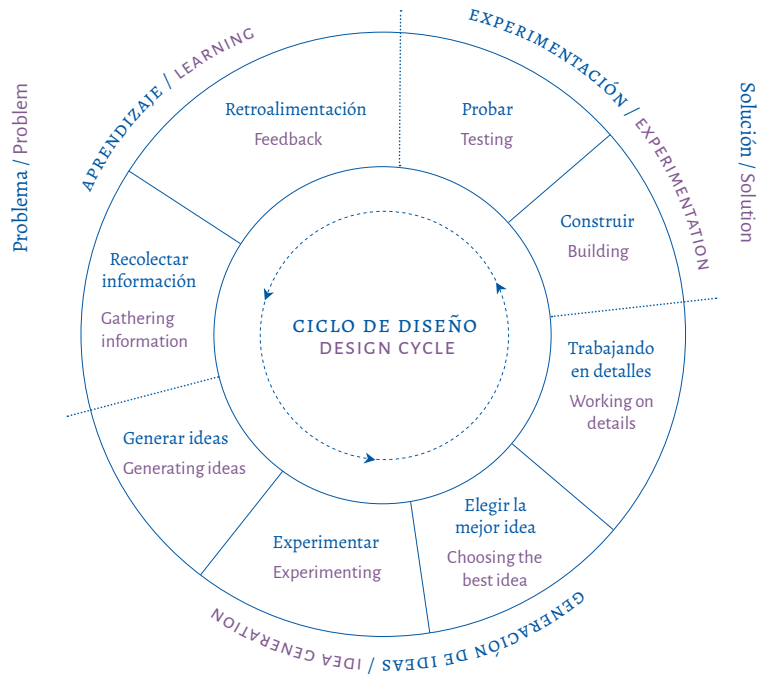 EXPERIMENTACIÓN / EXPERIMENTATION
APRENDIZAJE / LEARNING
Problema / Problem
Solución / Solution
Retroalimentación
Feedback
Probar
Testing
Construir
Building
Recolectar
información
Gathering
information
CICLO DE DISEÑO
DESIGN CYCLE
Trabajando
en detalles
Working on
details
Generar ideas
Generating ideas
Elegir la
mejor idea
Choosing the
best idea
Experimentar
Experimenting
GENERACIÓN DE IDEAS / IDEA GENERATION